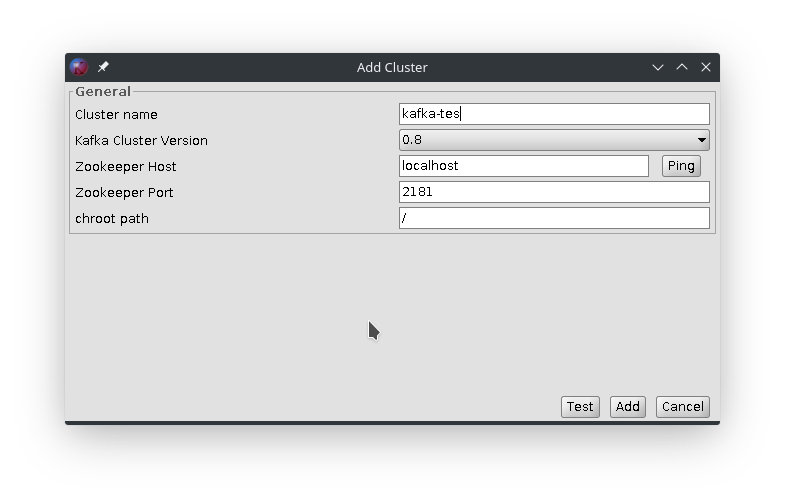 Add Cluster
General
Cluster name kafka-tes
Kafka Cluster Version 0.8
Zookeeper Host localhost Ping
Zookeeper Port 2181
chroot path /
Test Add Cancel